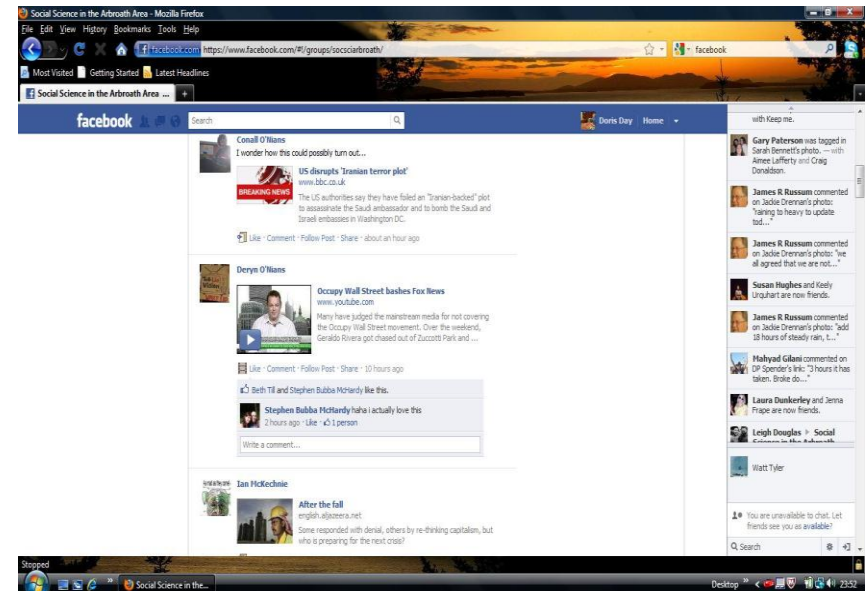 Social Science in the Arbroath Area - Mozilla Firefox
File Edit View History Bookmarks Tools Help
facebook.com https://www.facebook.com/#!/groups/socsciarbroath/
facebook
Most Visited Getting Started Latest Headlines
Social Science in the Arbroath Area ...
facebook
Search
Doris Day Home
Conall O'Nians
I wonder how this could possibly turn out...
BREAKING NEWS
US disrupts 'Iranian terror plot'
www.bbc.co.uk
The US authorities say they have foiled an "Iranian-backed" plot
to assassinate the Saudi ambassador and to bomb the Saudi and
Israeli embassies in Washington DC.
Like · Comment · Follow Post · Share · about an hour ago
Deryn O'Nians
Occupy Wall Street bashes Fox News
www.youtube.com
Many have judged the mainstream media for not covering
the Occupy Wall Street movement. Over the weekend,
Geraldo Rivera got chased out of Zuccotti Park and ...
Like · Comment · Follow Post · Share · 10 hours ago
Beth Till and Stephen Bubba McHardy like this.
Stephen Bubba McHardy haha i actually love this
2 hours ago · Like · 1 person
Write a comment...
Ian McKechnie
After the fall
english.aljazeera.net
Some responded with denial, others by re-thinking capitalism, but
who is preparing for the next crisis?
with Keep me.
Gary Paterson was tagged in
Sarah Bennett's photo. — with
Aimee Lafferty and Craig
Donaldson.
James R Russum commented
on Jackie Drennan's photo:
"raining to heavy to update
tod..."
James R Russum commented
on Jackie Drennan's photo: "we
all agreed that we are not..."
Susan Hughes and Keely
Urquhart are now friends.
James R Russum commented
on Jackie Drennan's photo: "add
18 hours of steady rain, t..."
Mahyad Gilani commented on
DP Spender's link: "3 hours it has
taken. Broke do..."
Laura Dunkerley and Jenna
Frape are now friends.
Leigh Douglas ▸ Social
Science in the Arbroath
Watt Tyler
You are unavailable to chat. Let
friends see you as available?
Search
Stopped
Social Science in the...
Desktop
23:52